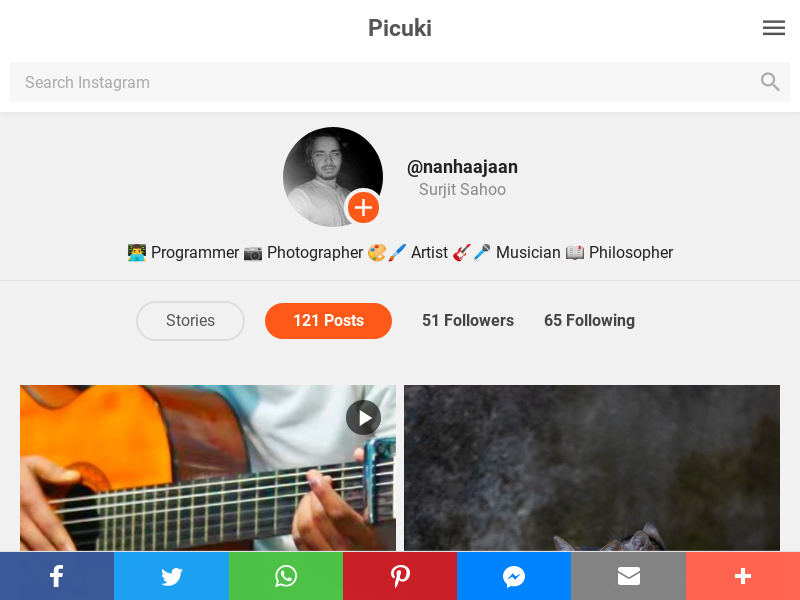 Picuki
Search Instagram
@nanhaajaan
Surjit Sahoo
👨‍💻 Programmer 📷 Photographer 🎨🖌️ Artist 🎸🎤 Musician 📖 Philosopher
Stories
121 Posts
51 Followers
65 Following